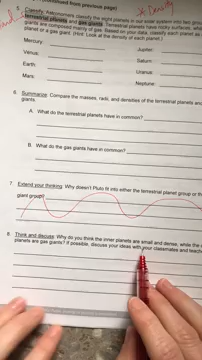 continued from previous page)
* Density
5. Classify: Astronomers classify the eight planets in our solar system into two gro
terrestrial planets and gas giants. Terrestrial planets have rocky surfaces, w
giants are composed mainly of gas. Based on your data, classify each planet as
planet or a gas giant. (Hint: Look at the density of each planet.)
Mercury:
Jupiter:
Venus:
Saturn:
Earth:
Uranus:
Mars:
Neptune:
6. Summarize: Compare the masses, radii, and densities of the terrestrial planets and
giants.
A. What do the terrestrial planets have in common?
B. What do the gas giants have in common?
7. Extend your thinking: Why doesn't Pluto fit into either the terrestrial planet group or th
giant group?
8. Think and discuss: Why do you think the inner planets are small and dense, while the o
planets are gas giants? If possible, discuss your ideas with your classmates and teach